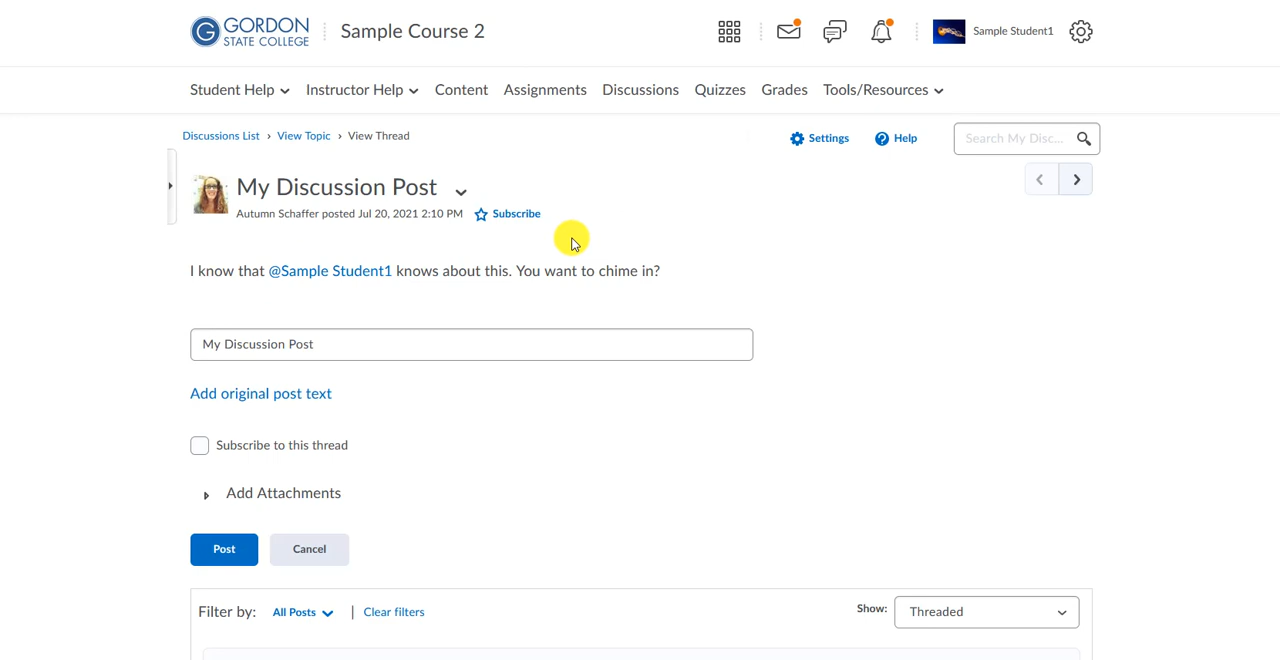 GORDON
STATE COLLEGE
Sample Course 2
Sample Student1
Student Help
Instructor Help
Content
Assignments
Discussions
Quizzes
Grades
Tools/Resources
Discussions List › View Topic › View Thread
Settings
Help
Search My Disc...
My Discussion Post
Autumn Schaffer posted Jul 20, 2021 2:10 PM
Subscribe
I know that @Sample Student1 knows about this. You want to chime in?
My Discussion Post
Add original post text
Subscribe to this thread
Add Attachments
Post
Cancel
Filter by: All Posts | Clear filters
Show: Threaded